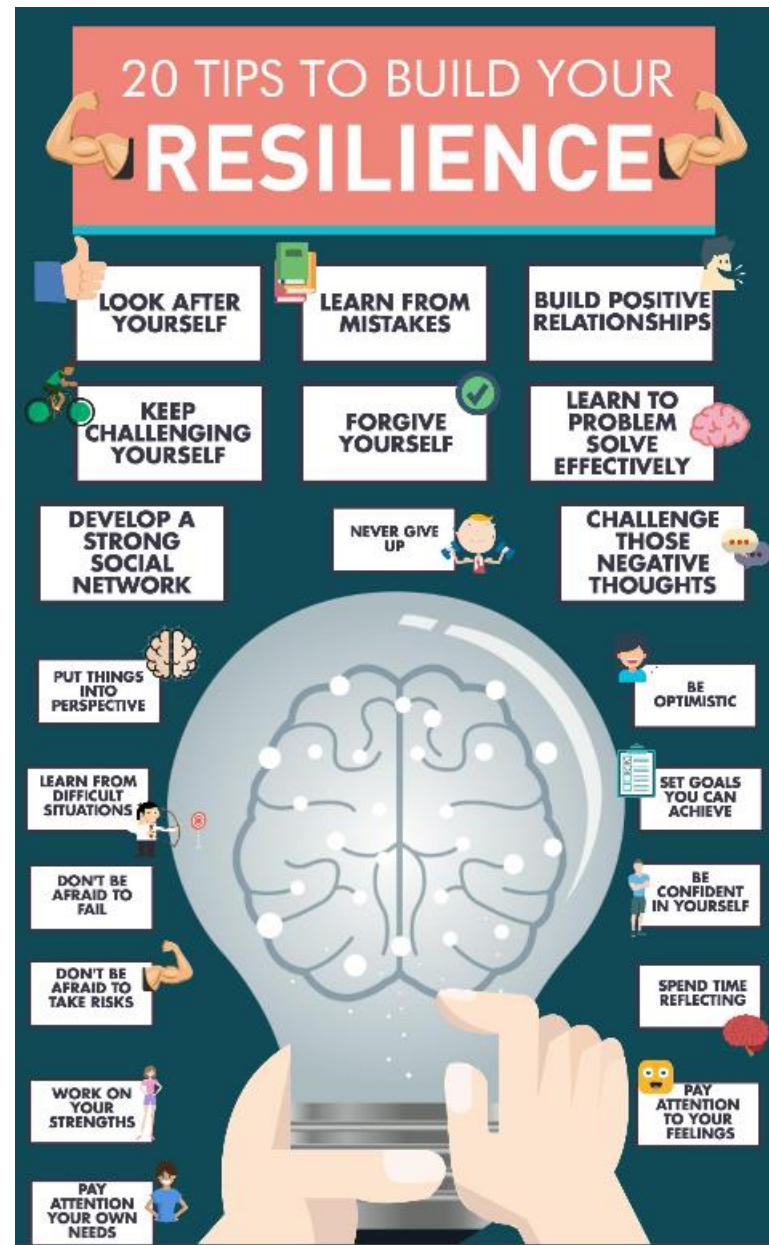 20 TIPS TO BUILD YOUR
RESILIENCE
LOOK AFTER
YOURSELF
LEARN FROM
MISTAKES
BUILD POSITIVE
RELATIONSHIPS
KEEP
CHALLENGING
YOURSELF
FORGIVE
YOURSELF
LEARN TO
PROBLEM
SOLVE
EFFECTIVELY
DEVELOP A
STRONG
SOCIAL
NETWORK
NEVER GIVE
UP
CHALLENGE
THOSE
NEGATIVE
THOUGHTS
PUT THINGS
INTO
PERSPECTIVE
BE
OPTIMISTIC
LEARN FROM
DIFFICULT
SITUATIONS
SET GOALS
YOU CAN
ACHIEVE
DON'T BE
AFRAID TO
FAIL
BE
CONFIDENT
IN YOURSELF
DON'T BE
AFRAID TO
TAKE RISKS
SPEND TIME
REFLECTING
WORK ON
YOUR
STRENGTHS
PAY
ATTENTION
TO YOUR
FEELINGS
PAY
ATTENTION
YOUR OWN
NEEDS